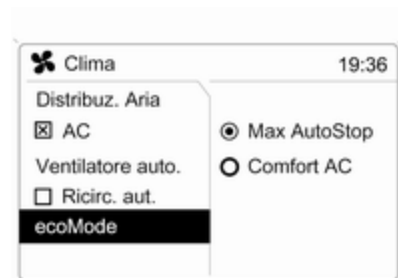 Clima 19:36
Distribuz. Aria
AC
Max AutoStop
Ventilatore auto.
Comfort AC
Ricirc. aut.
ecoMode